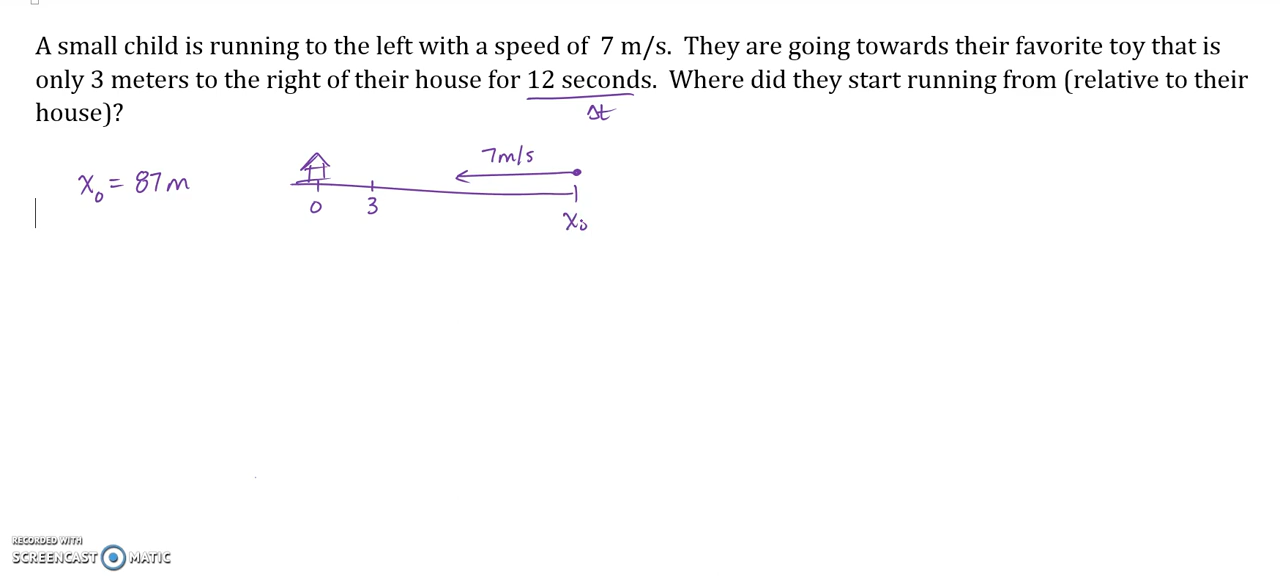 A small child is running to the left with a speed of 7 m/s. They are going towards their favorite toy that is
only 3 meters to the right of their house for 12 seconds. Where did they start running from (relative to their
house)?
Δt
7m/s
x₀ = 87m
0 3
x₀
RECORDED WITH
SCREENCAST MATIC